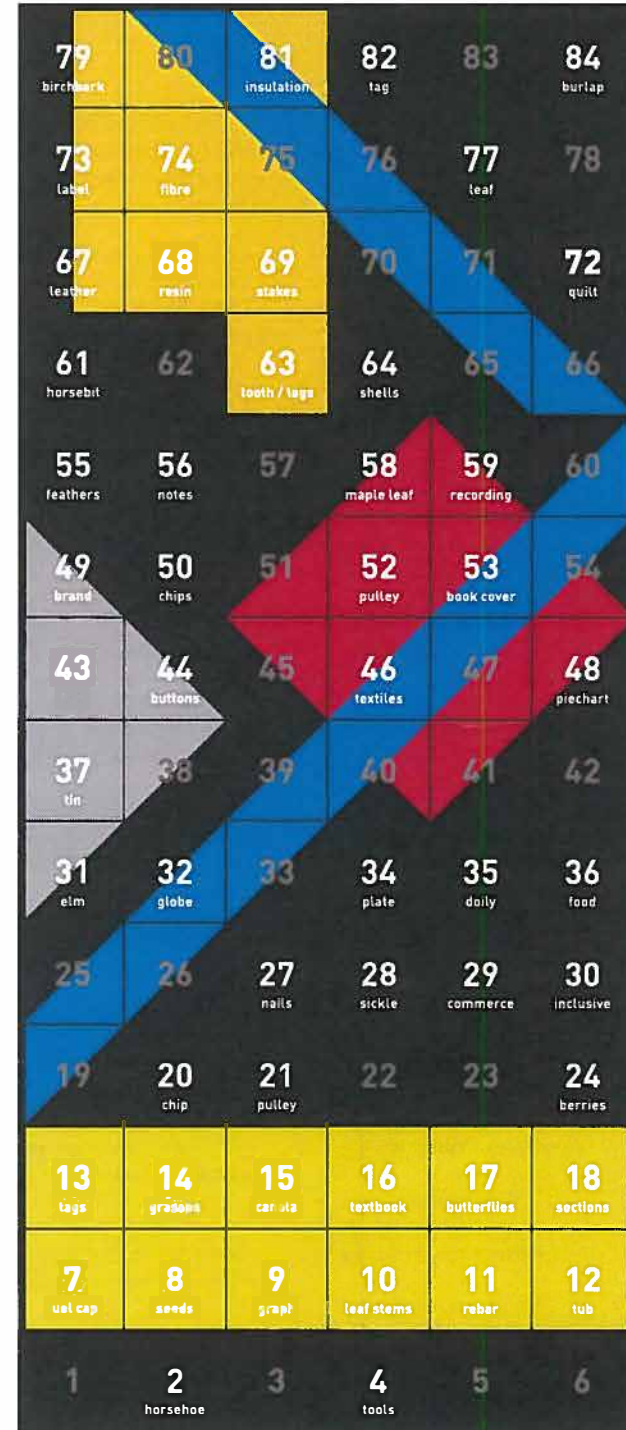 79 80 81 82 83 84
birchbark insulation tag burlap
73 74 75 76 77 78
label fibre leaf
67 68 69 70 71 72
leather resin stakes quilt
61 62 63 64 65 66
horsebit tooth / tags shells
55 56 57 58 59 60
feathers notes maple leaf recording
49 50 51 52 53 54
brand chips pulley book cover
43 44 45 46 47 48
buttons textiles piechart
37 38 39 40 41 42
tin
31 32 33 34 35 36
elm globe plate doily food
25 26 27 28 29 30
nails sickle commerce inclusive
19 20 21 22 23 24
chip pulley berries
13 14 15 16 17 18
tags textbook butterflies sections
7 8 9 10 11 12
seeds graph leaf stems rebar tub
1 2 3 4 5 6
horsehoe tools